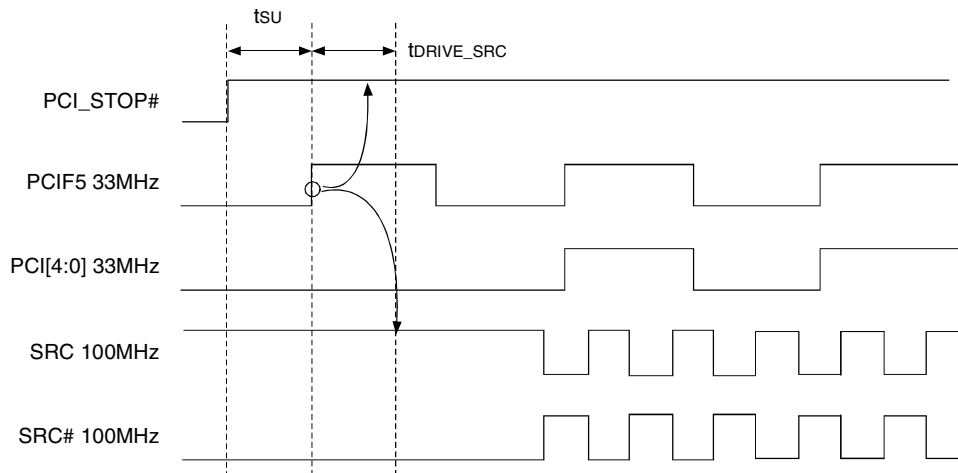 tSU
tDRIVE_SRC
PCI_STOP#
PCIF5 33MHz
PCI[4:0] 33MHz
SRC 100MHz
SRC# 100MHz